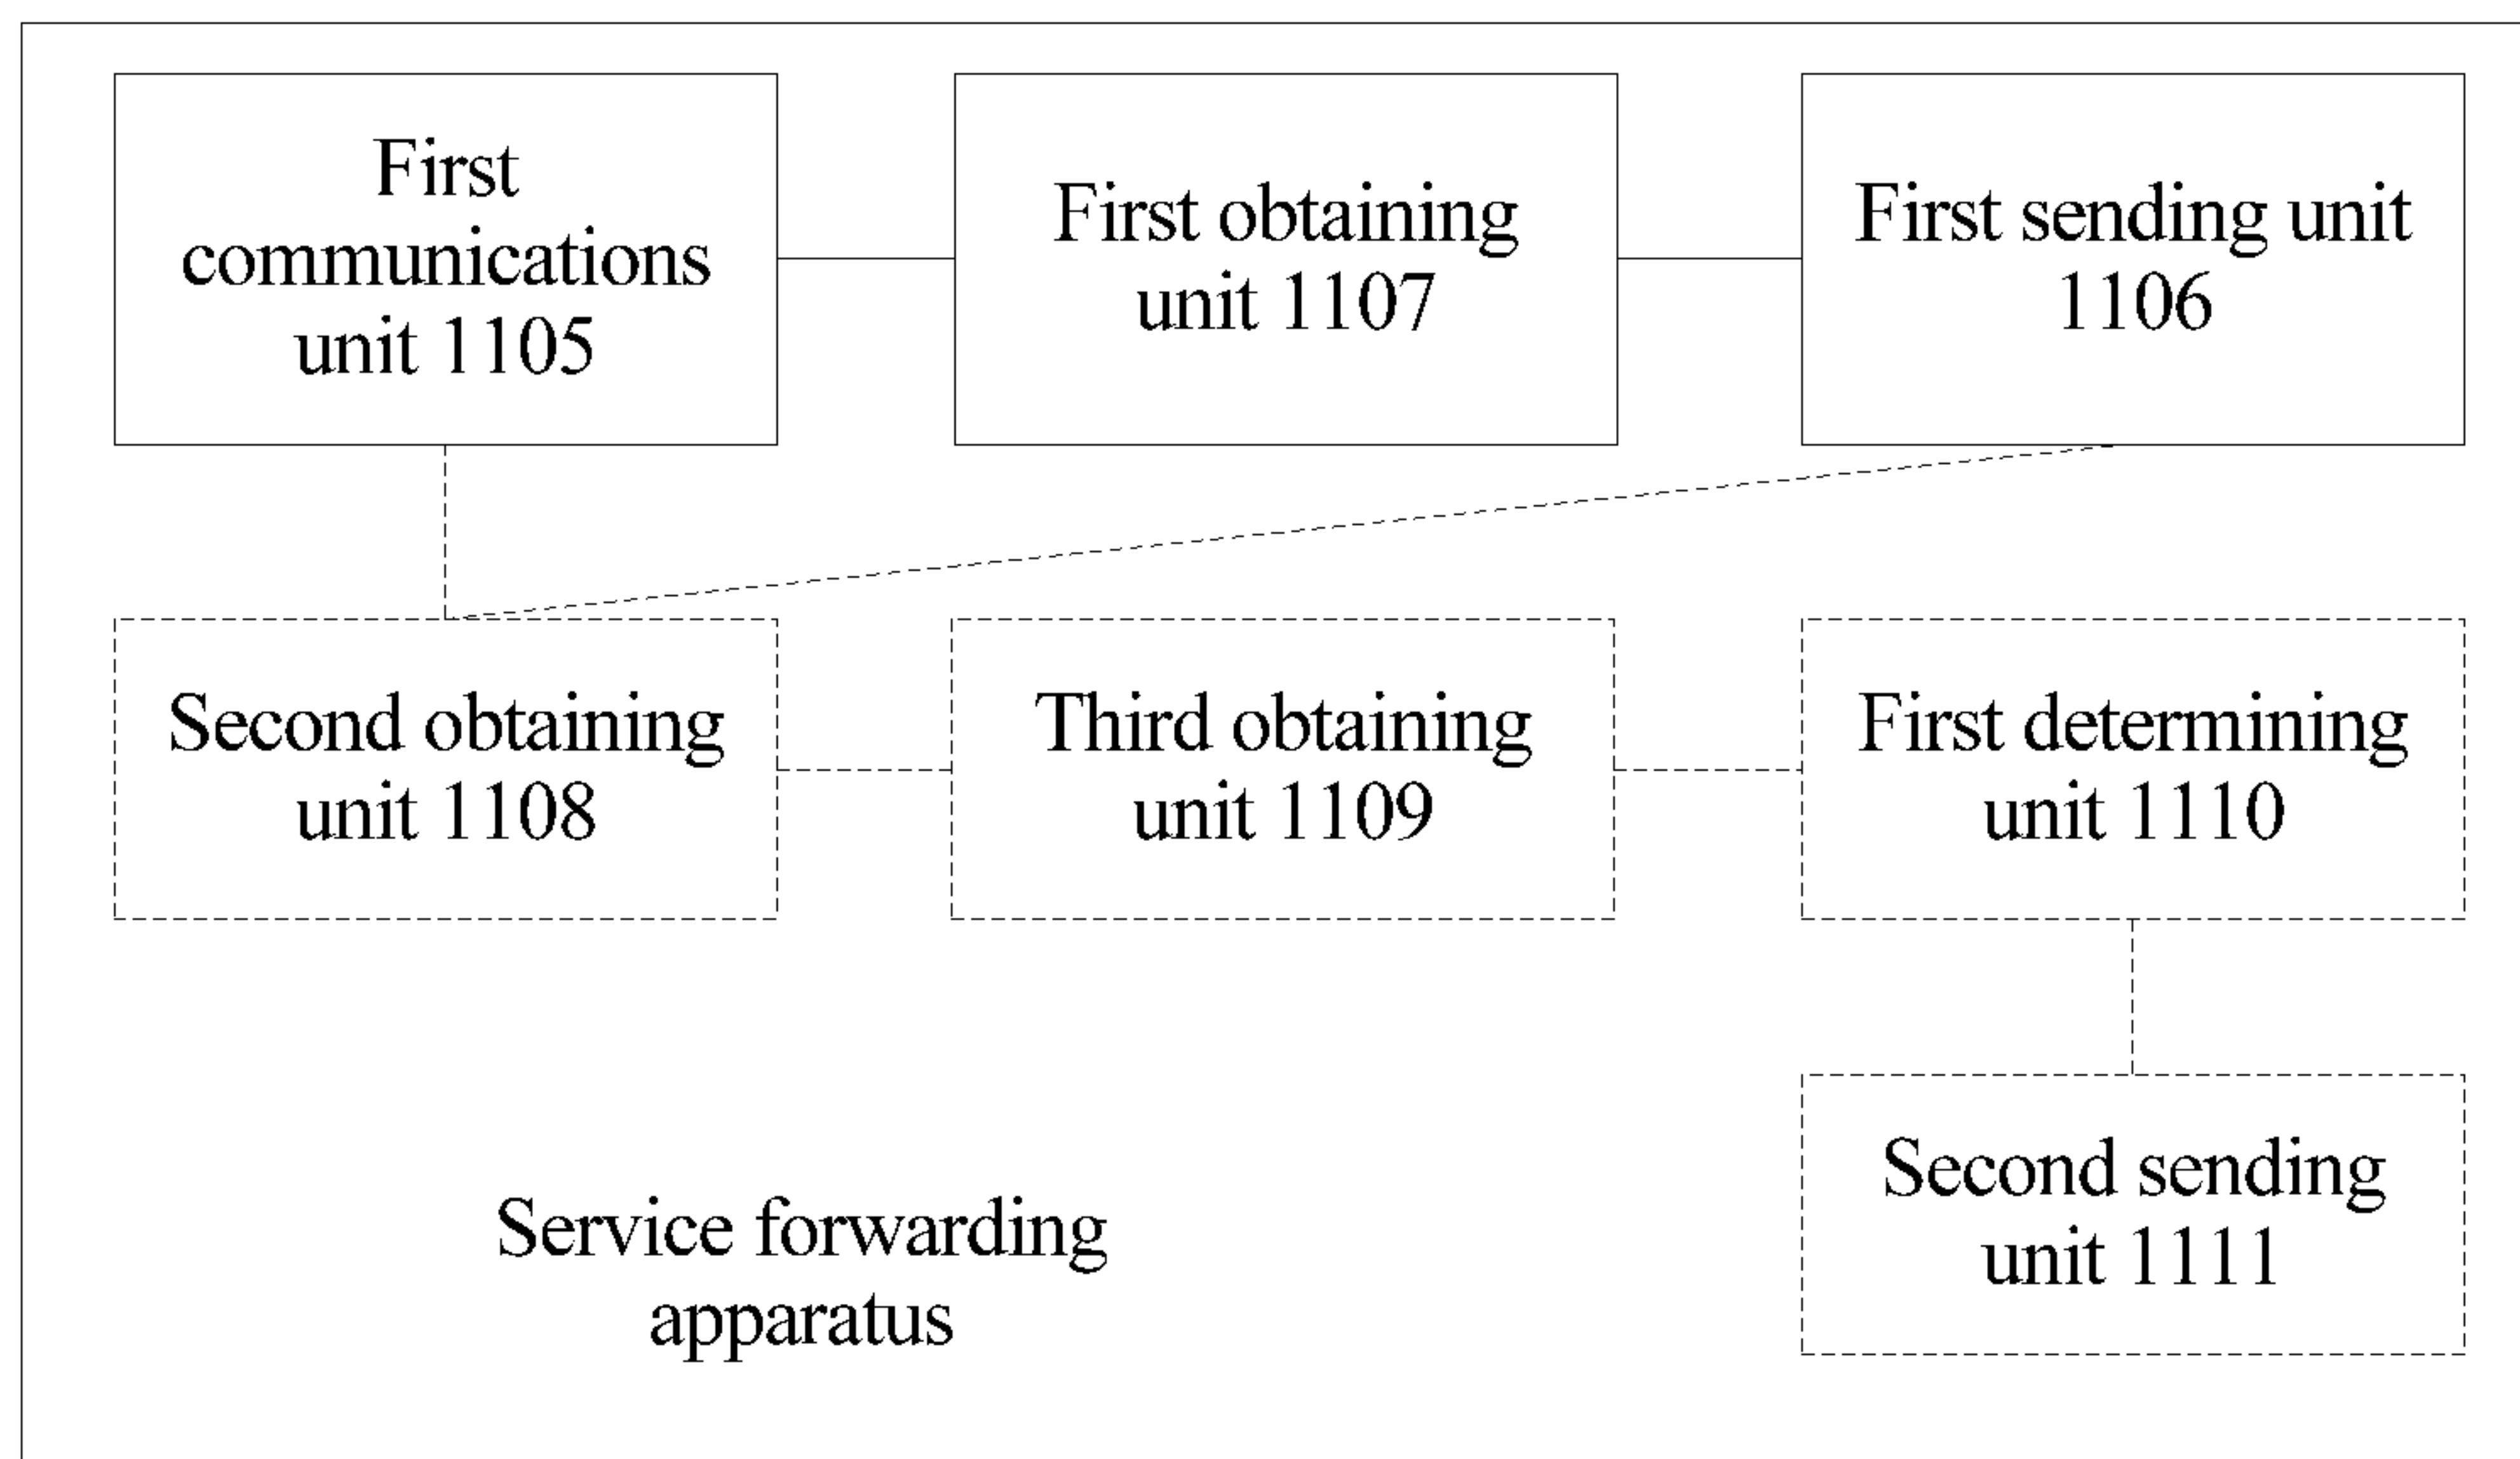 First
communications
unit 1105
First obtaining
unit 1107
First sending unit
1106
Second obtaining
unit 1108
Third obtaining
unit 1109
First determining
unit 1110
Second sending
unit 1111
Service forwarding
apparatus